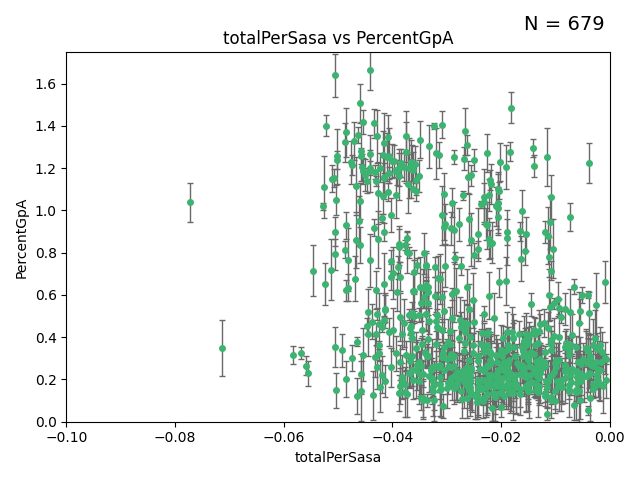 N = 679
totalPerSasa vs PercentGpA
PercentGpA
1.6
1.4
1.2
1.0
0.8
0.6
0.4
0.2
0.0
−0.10 −0.08 −0.06 −0.04 −0.02 0.00
totalPerSasa